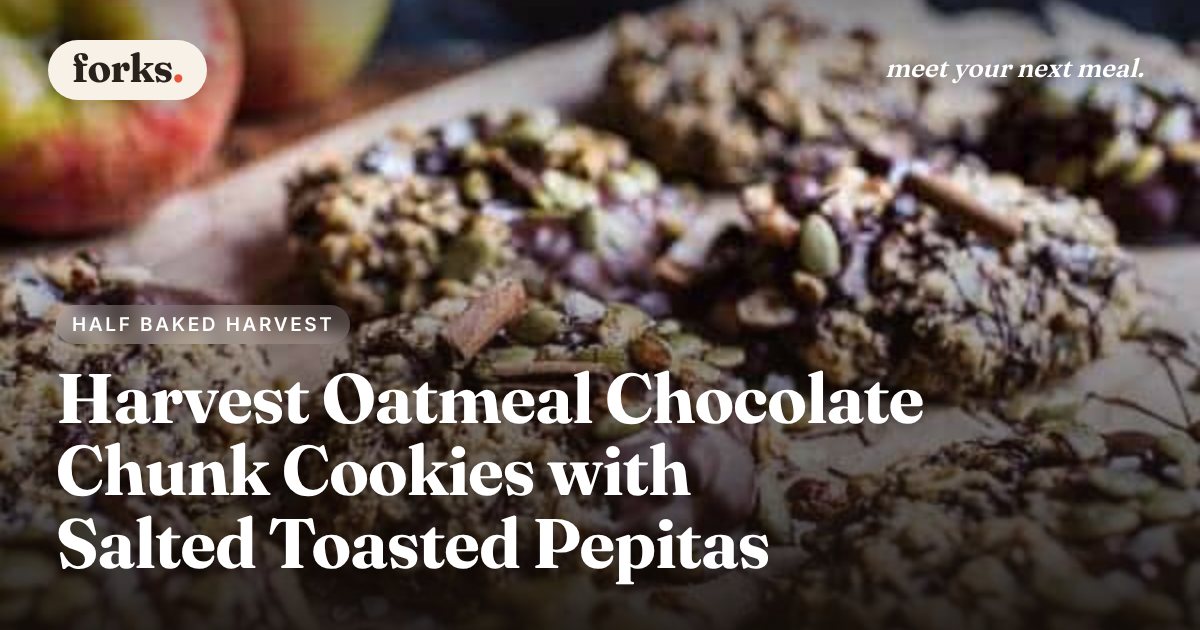 forks.
meet your next meal.
HALF BAKED HARVEST
Harvest Oatmeal Chocolate
Chunk Cookies with
Salted Toasted Pepitas